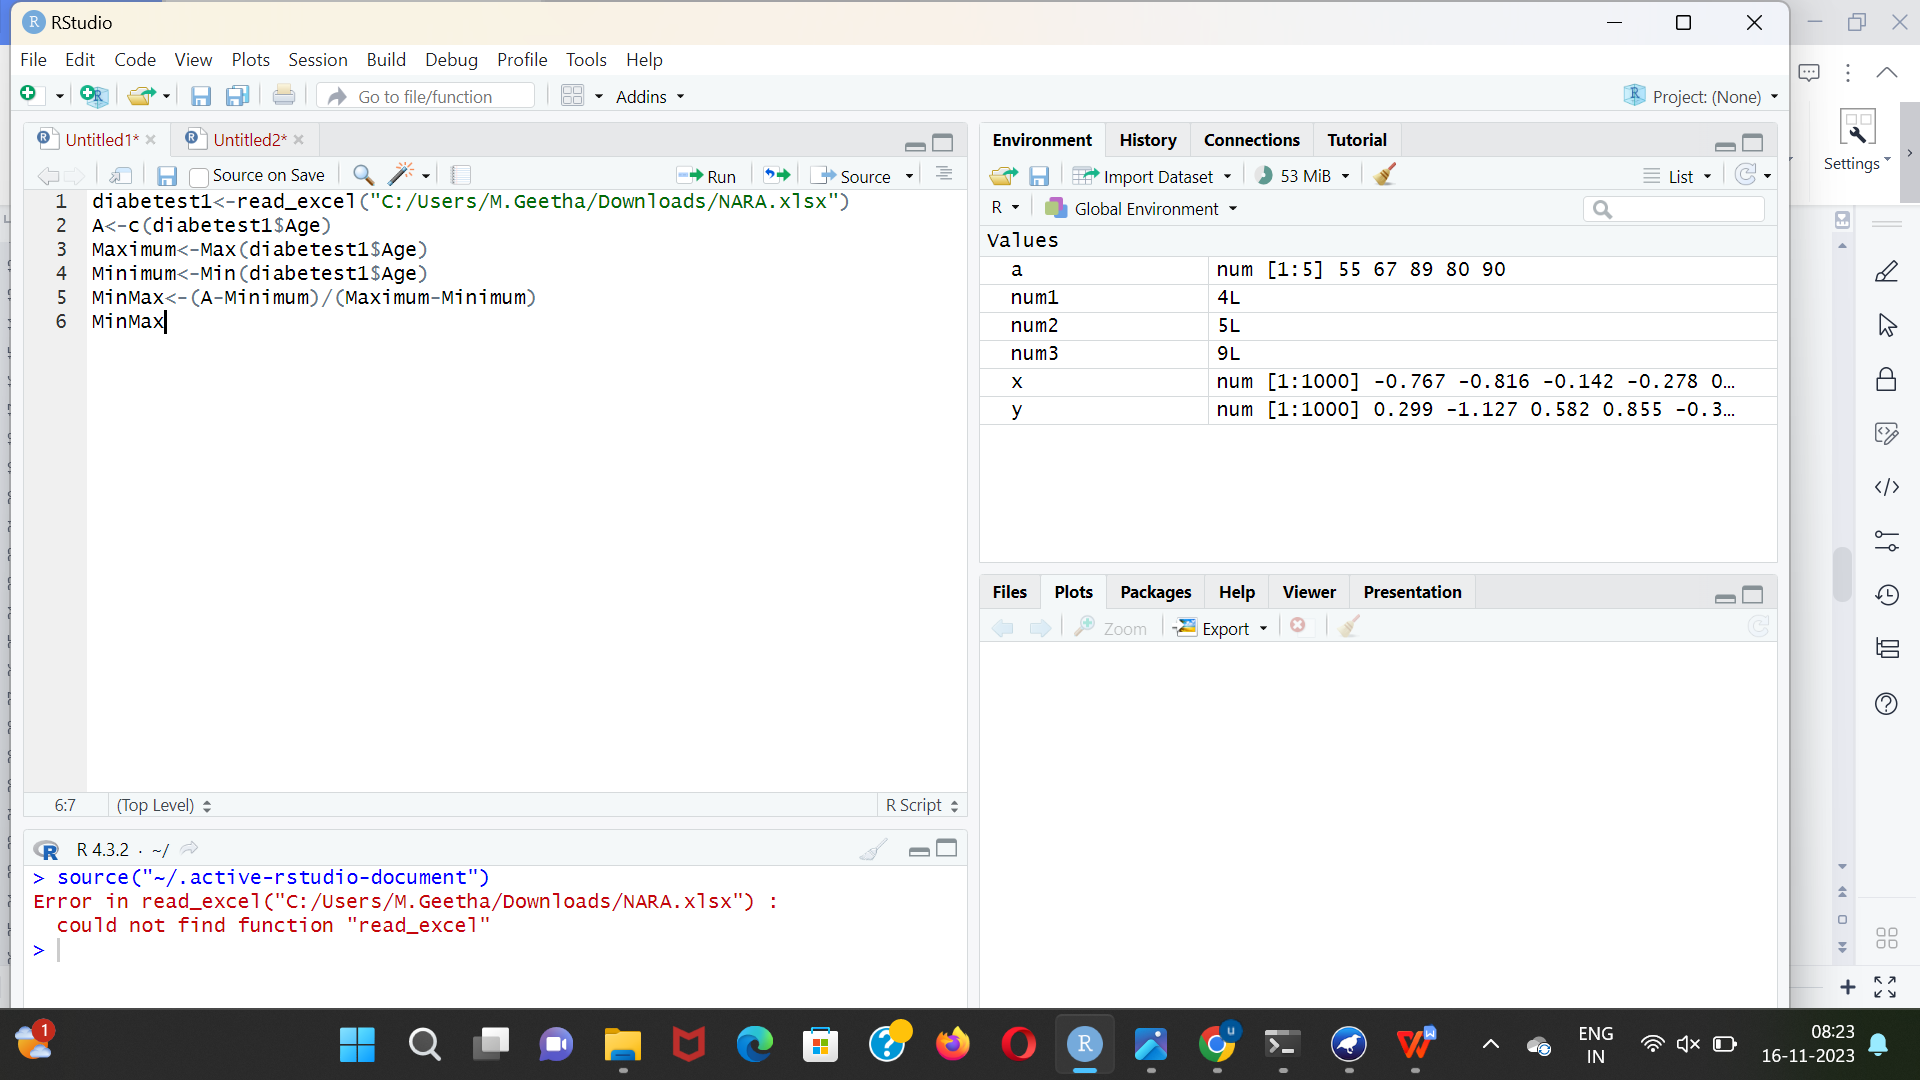 RStudio
File Edit Code View Plots Session Build Debug Profile Tools Help
Go to file/function
Addins
Project: (None)
Untitled1*
Untitled2*
Source on Save
Run
Source
1 diabetest1<-read_excel("C:/Users/M.Geetha/Downloads/NARA.xlsx")
2 A<-c(diabetest1$Age)
3 Maximum<-Max(diabetest1$Age)
4 Minimum<-Min(diabetest1$Age)
5 MinMax<-(A-Minimum)/(Maximum-Minimum)
6 MinMax
6:7 (Top Level) R Script
R 4.3.2 · ~/
> source("~/.active-rstudio-document")
Error in read_excel("C:/Users/M.Geetha/Downloads/NARA.xlsx") :
could not find function "read_excel"
>
Environment History Connections Tutorial
Import Dataset 53 MiB List
R Global Environment
Values
a num [1:5] 55 67 89 80 90
num1 4L
num2 5L
num3 9L
x num [1:1000] -0.767 -0.816 -0.142 -0.278 0…
y num [1:1000] 0.299 -1.127 0.582 0.855 -0.3…
Files Plots Packages Help Viewer Presentation
Zoom Export
Settings
1
ENG
IN
08:23
16-11-2023